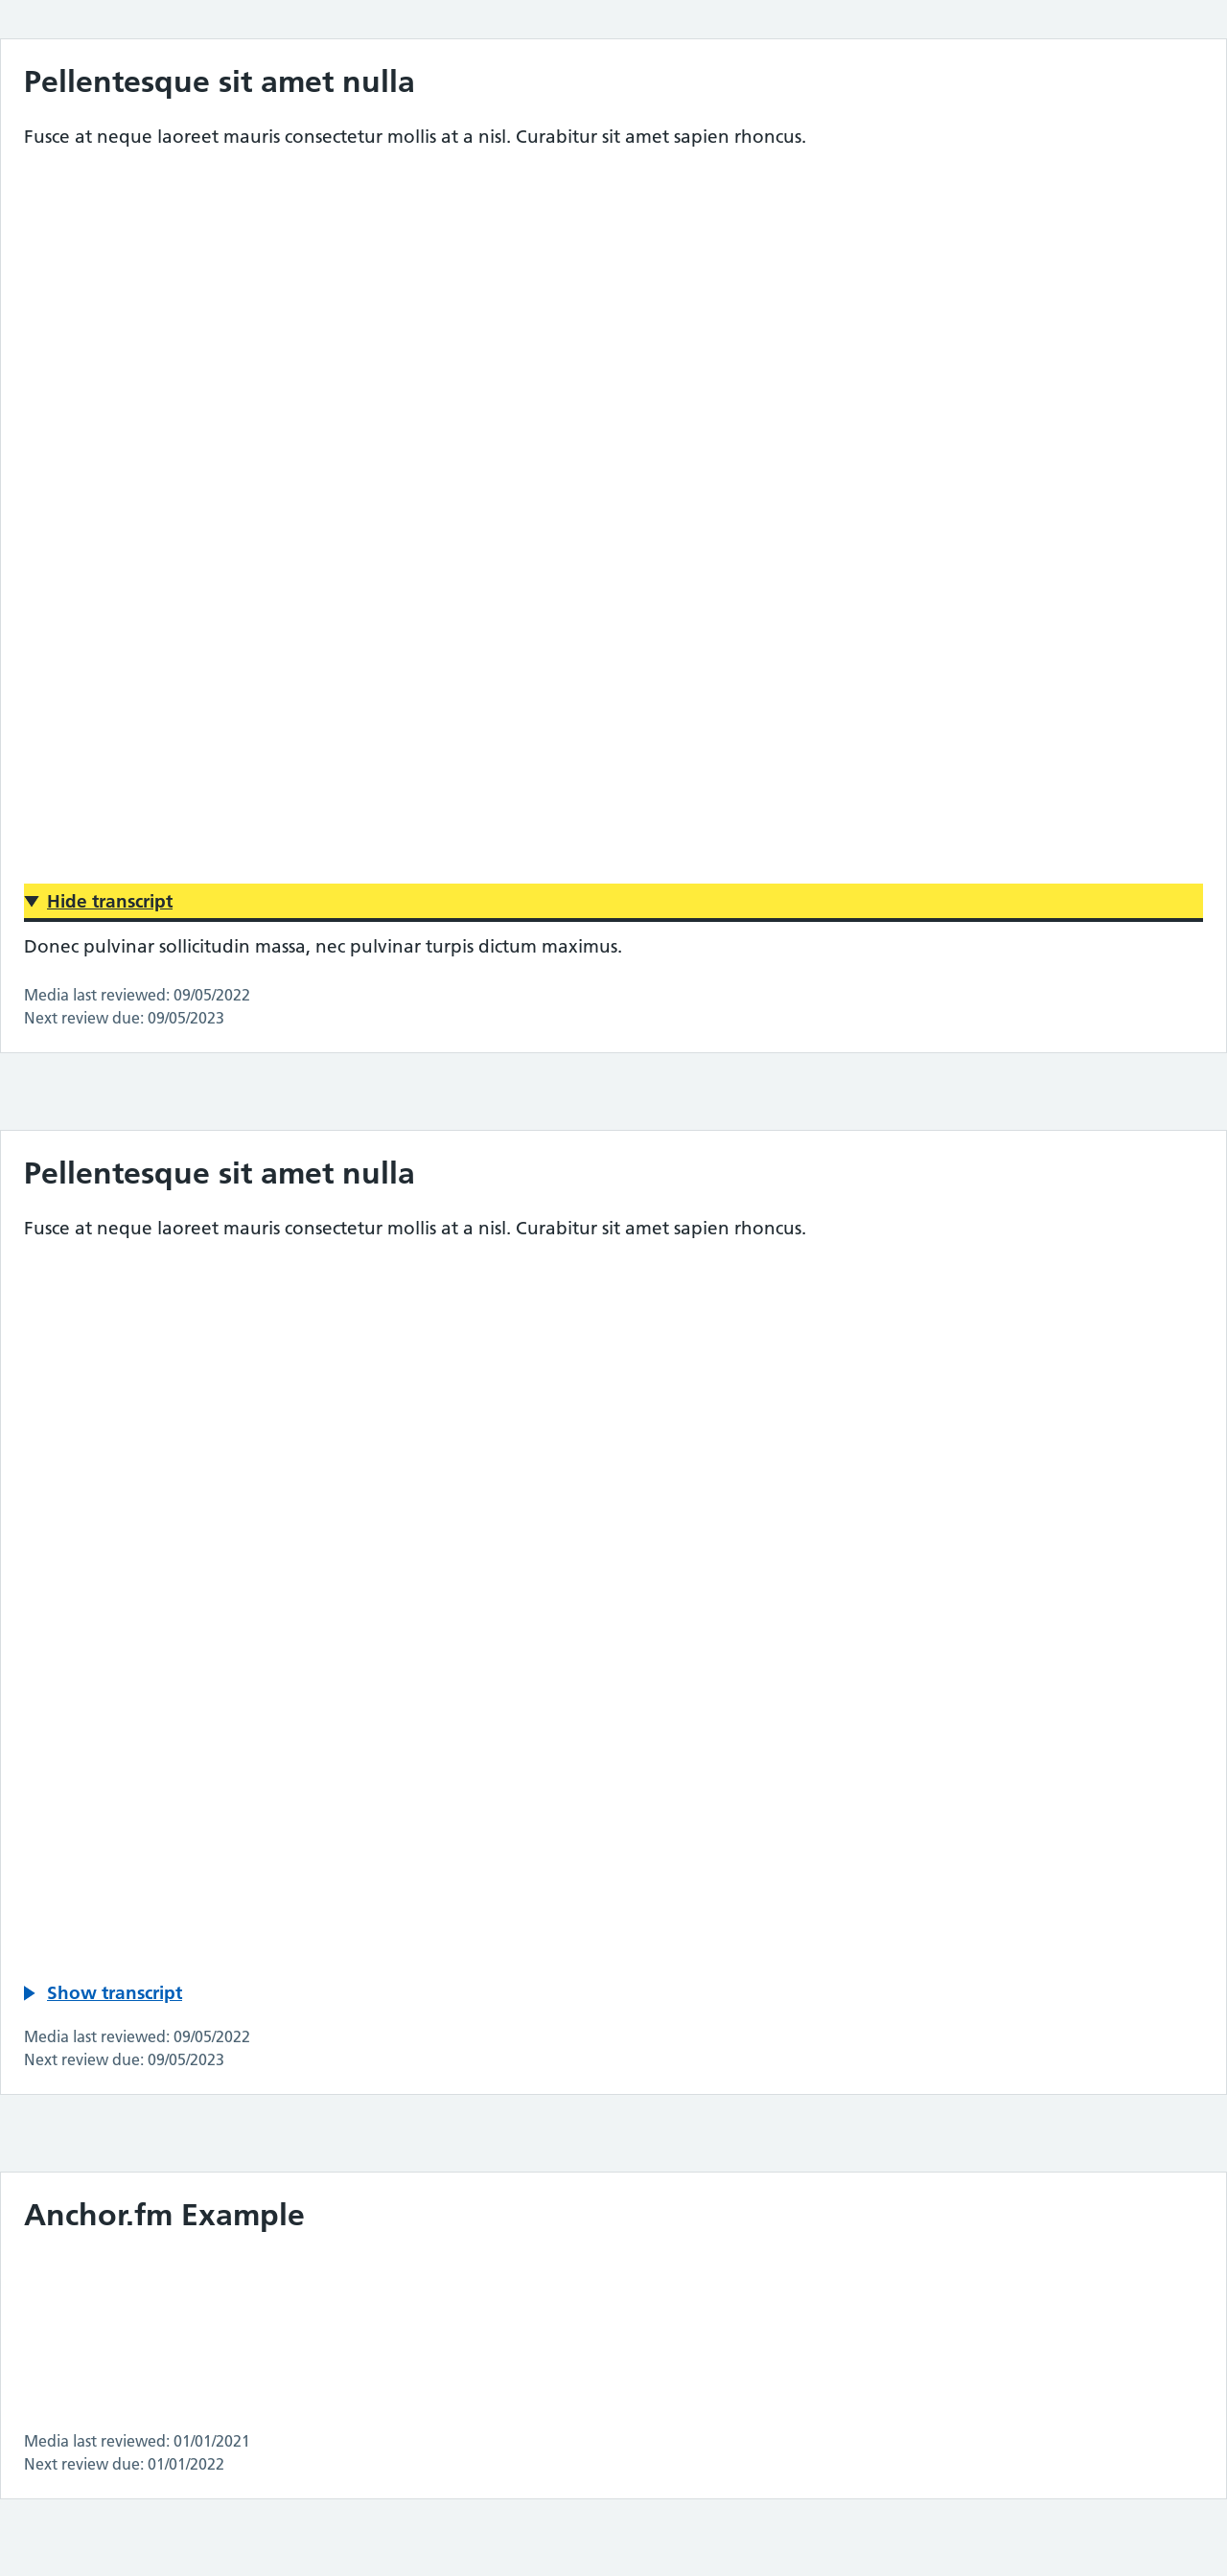 Pellentesque sit amet nulla
Fusce at neque laoreet mauris consectetur mollis at a nisl. Curabitur sit amet sapien rhoncus.
Hide transcript
Donec pulvinar sollicitudin massa, nec pulvinar turpis dictum maximus.
Media last reviewed: 09/05/2022
Next review due: 09/05/2023
Pellentesque sit amet nulla
Fusce at neque laoreet mauris consectetur mollis at a nisl. Curabitur sit amet sapien rhoncus.
Show transcript
Media last reviewed: 09/05/2022
Next review due: 09/05/2023
Anchor.fm Example
Media last reviewed: 01/01/2021
Next review due: 01/01/2022